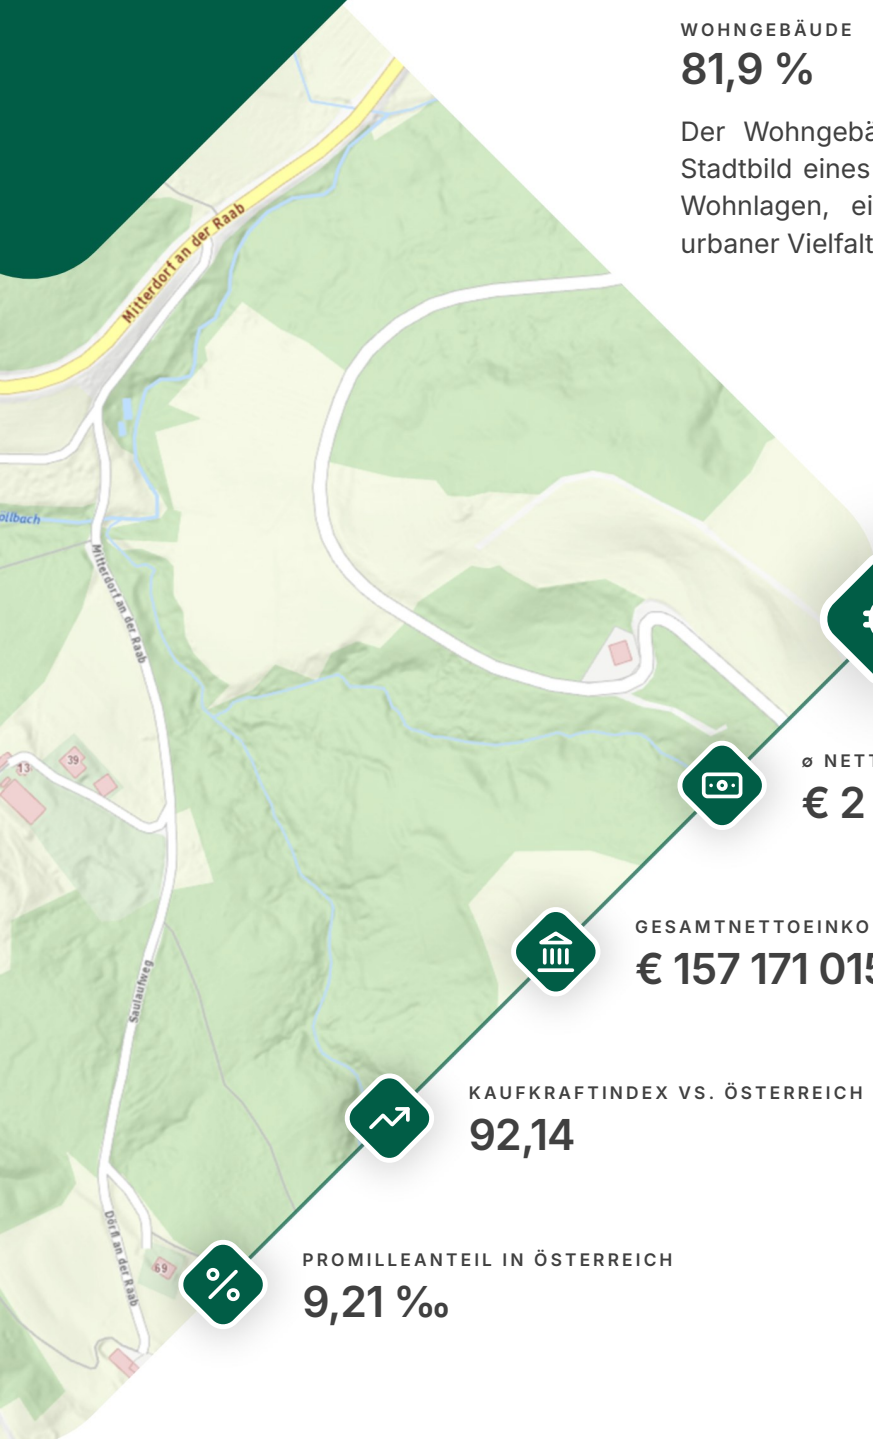 WOHNGEBÄUDE
81,9 %
Der Wohngebä
Stadtbild eines
Wohnlagen, ei
urbaner Vielfalt
Mitterdorf an der Raab
ollbach
Mitterdorf an der Raab
13
39
ø NETT
€ 2
GESAMTNETTOEINKO
€ 157 171 015
Saulaufweg
KAUFKRAFTINDEX VS. ÖSTERREICH
92,14
Dörfl an der Raab
69
PROMILLEANTEIL IN ÖSTERREICH
9,21 ‰